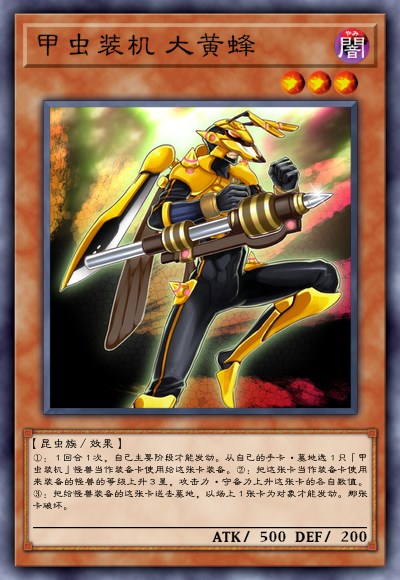 甲虫装机 大黄蜂
やみ
闇
【昆虫族／效果】
①：1回合1次，自己主要阶段才能发动。从自己的手卡·墓地选1只「甲
虫装机」怪兽当作装备卡使用给这张卡装备。②：把这张卡当作装备卡使用
来装备的怪兽的等级上升3星，攻击力·守备力上升这张卡的各自数值。
③：把给怪兽装备的这张卡送去墓地，以场上1张卡为对象才能发动。那张
卡破坏。
ATK/ 500 DEF/ 200